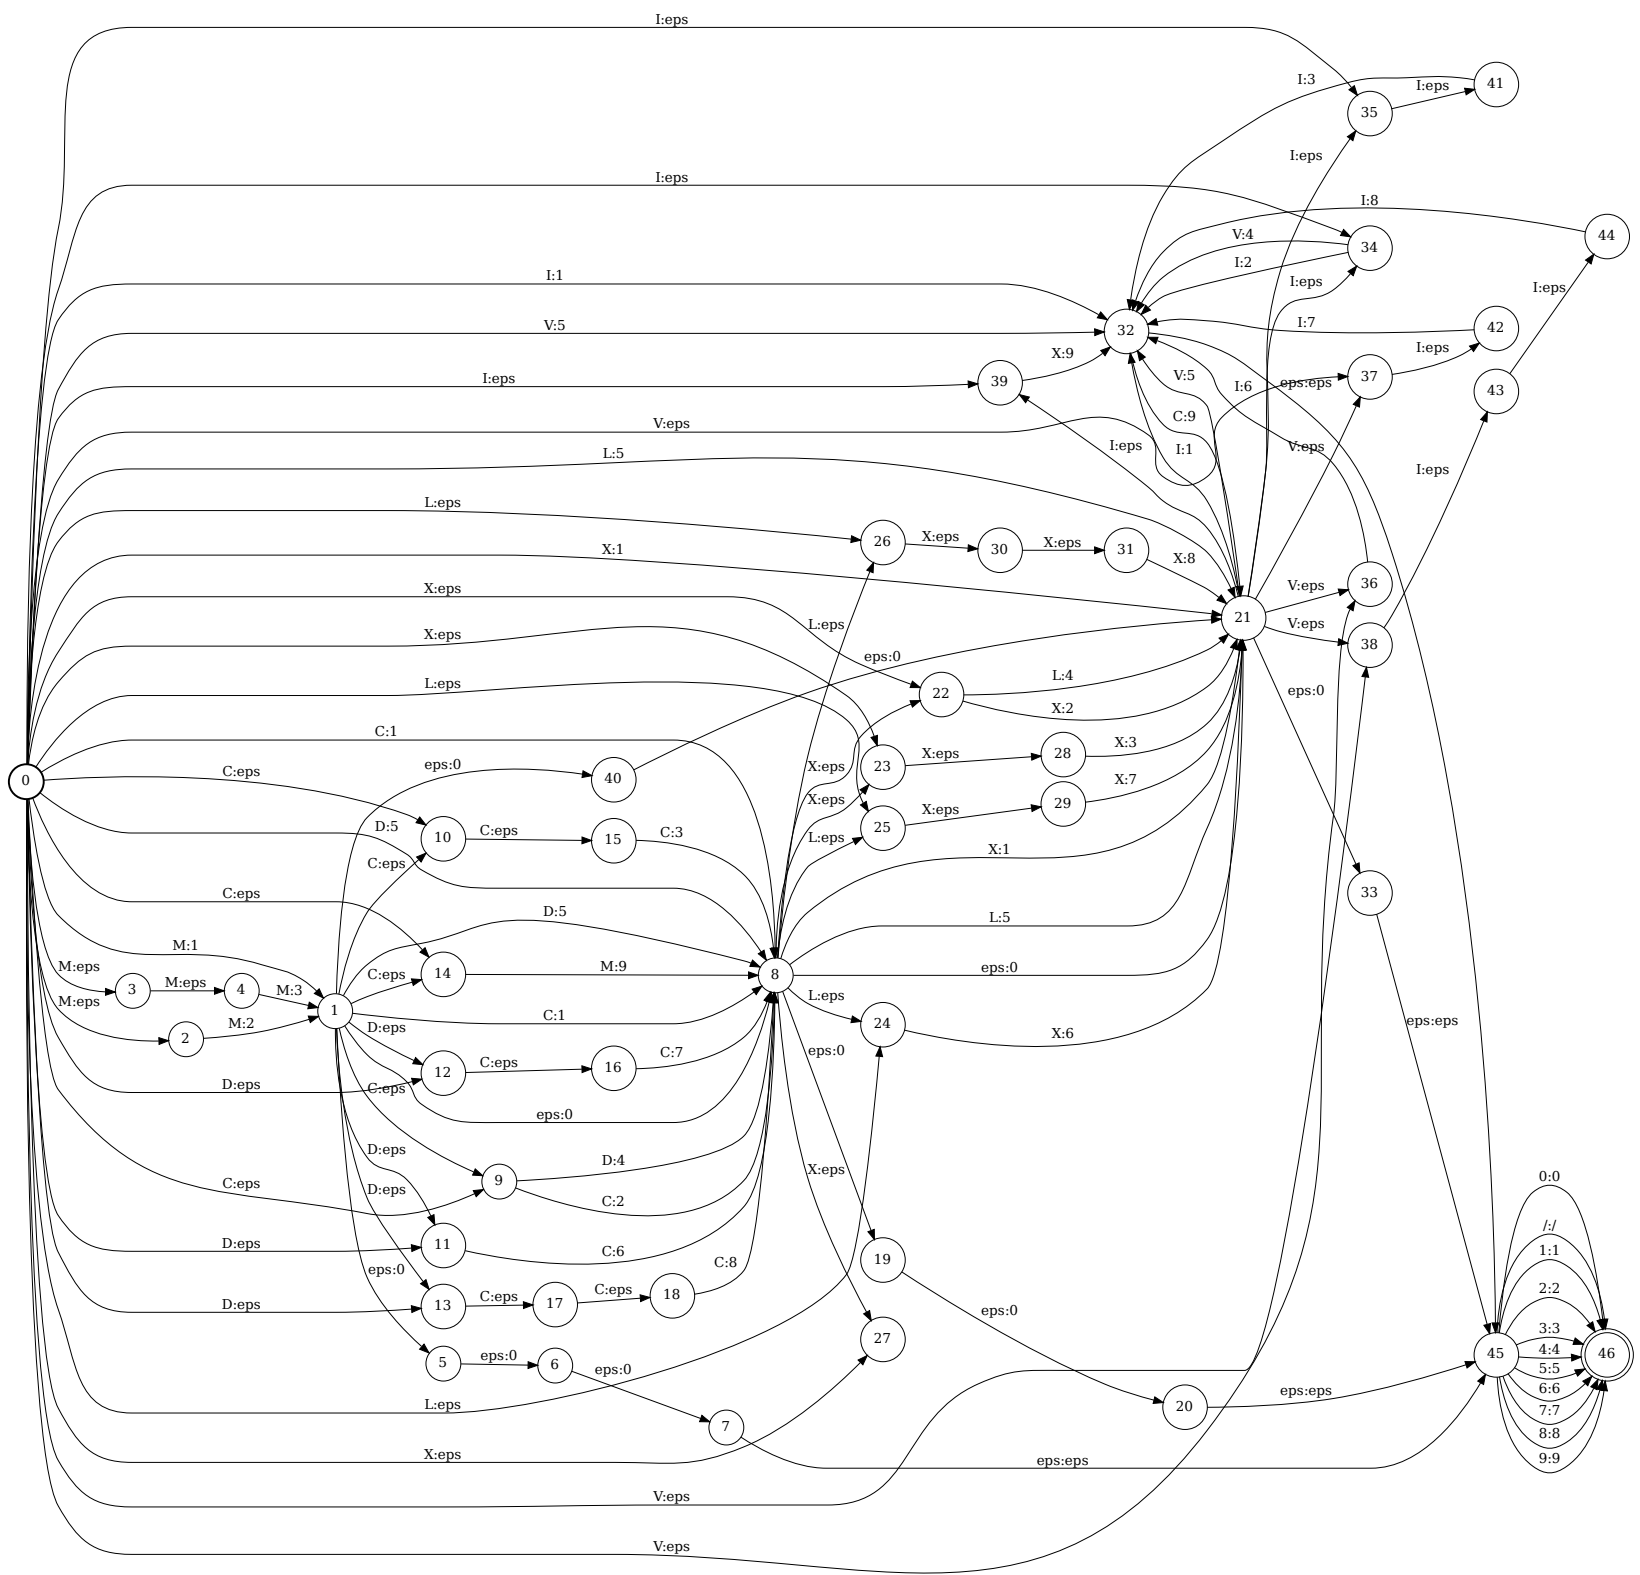 I:eps
I:3
41
I:eps
35
I:eps
I:eps
I:8
44
V:4
34
I:2
I:eps
I:1
I:eps
V:5
32
I:7
42
I:eps
X:9
39
I:eps
V:5
I:6
eps:eps
37
43
V:eps
C:9
I:eps
I:1
V:eps
L:5
I:eps
L:eps
26
X:eps
30
X:eps
31
X:1
X:8
X:eps
V:eps
36
L:eps
21
V:eps
38
X:eps
eps:0
L:4
L:eps
22
X:2
eps:0
C:1
X:3
28
X:eps
0
C:eps
eps:0
40
X:eps
23
X:7
29
X:eps
D:5
10
C:eps
15
C:3
L:eps
25
C:eps
X:1
C:eps
33
D:5
L:5
M:1
M:eps
3
M:eps
4
M:3
C:eps
14
M:9
8
eps:0
M:eps
2
M:2
1
C:1
L:eps
24
X:6
eps:eps
D:eps
12
C:eps
16
C:7
eps:0
D:eps
C:eps
eps:0
D:eps
D:4
X:eps
C:eps
D:eps
9
C:2
0:0
/:/
D:eps
11
C:6
19
1:1
eps:0
C:8
2:2
D:eps
13
C:eps
17
C:eps
18
eps:0
27
3:3
45
4:4
46
5:5
5
eps:0
6
eps:0
6:6
L:eps
20
eps:eps
7:7
7
8:8
X:eps
eps:eps
9:9
V:eps
V:eps